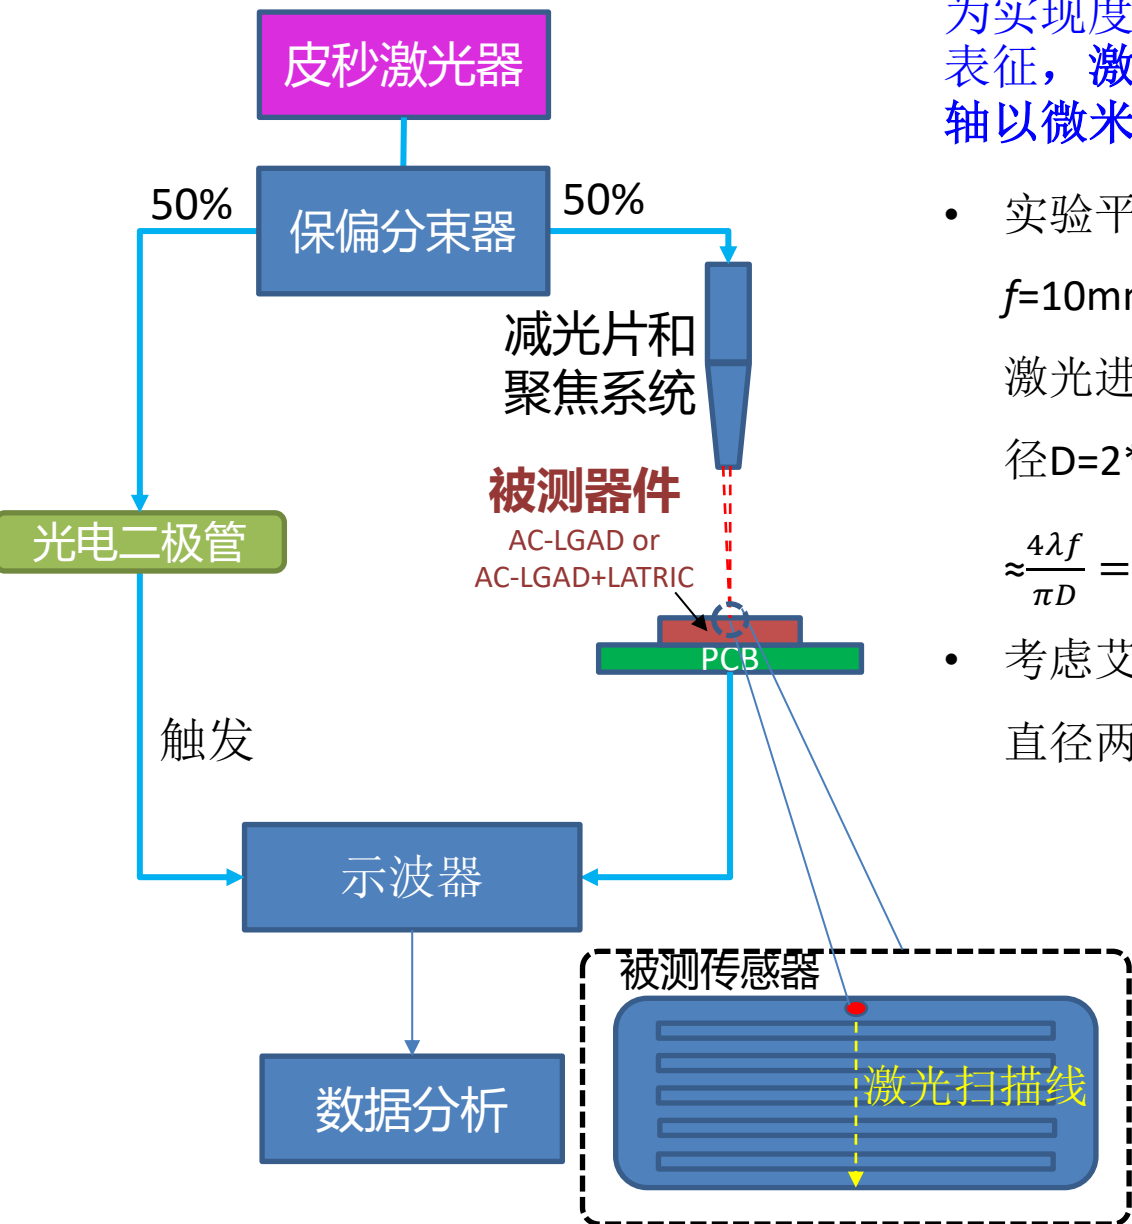 皮秒激光器
50%
保偏分束器
50%
减光片和
聚焦系统
被测器件
AC-LGAD or
AC-LGAD+LATRIC
光电二极管
PCB
触发
示波器
数据分析
被测传感器
激光扫描线
为实现度
表征，激
轴以微米
• 实验平
f=10mm
激光进
径D=2*
≈4λf/πD =
• 考虑艾
直径两